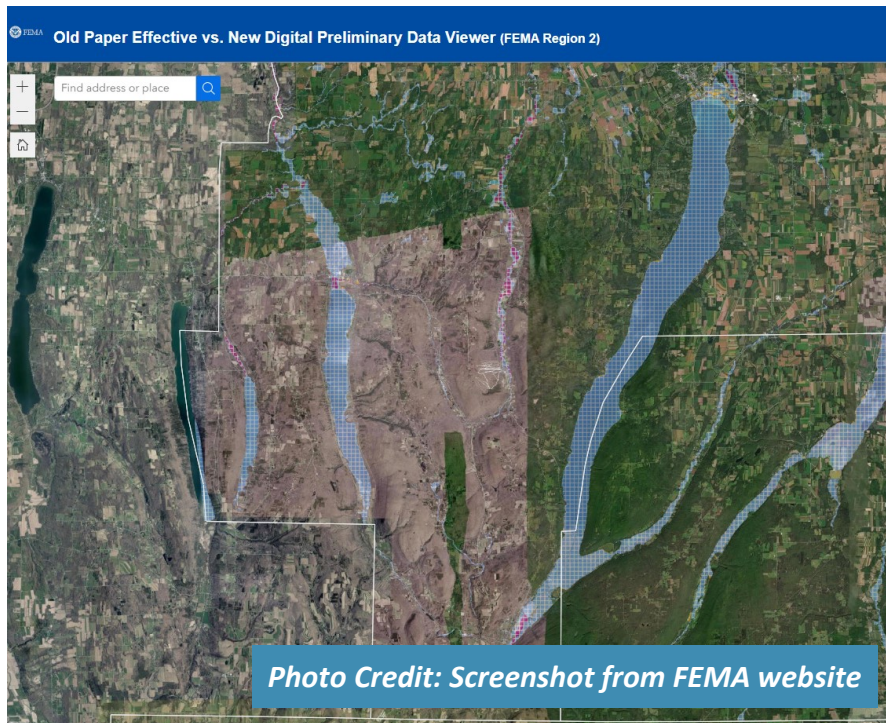 FEMA
Old Paper Effective vs. New Digital Preliminary Data Viewer (FEMA Region 2)
Find address or place
Photo Credit: Screenshot from FEMA website